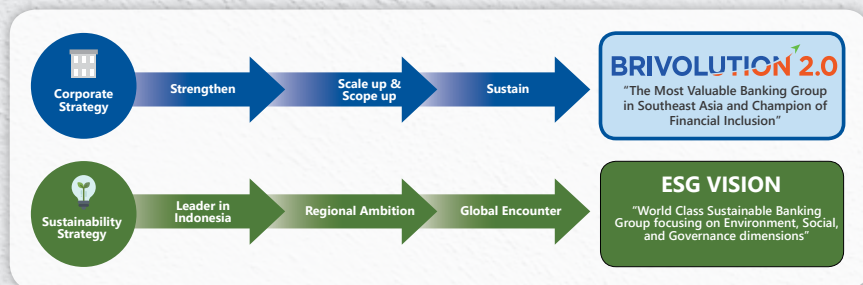 Corporate
Strategy
Strengthen
Scale up &
Scope up
Sustain
BRIVOLUTION 2.0
"The Most Valuable Banking Group
in Southeast Asia and Champion of
Financial Inclusion"
Sustainability
Strategy
Leader in
Indonesia
Regional Ambition
Global Encounter
ESG VISION
"World Class Sustainable Banking
Group focusing on Environment, Social,
and Governance dimensions"